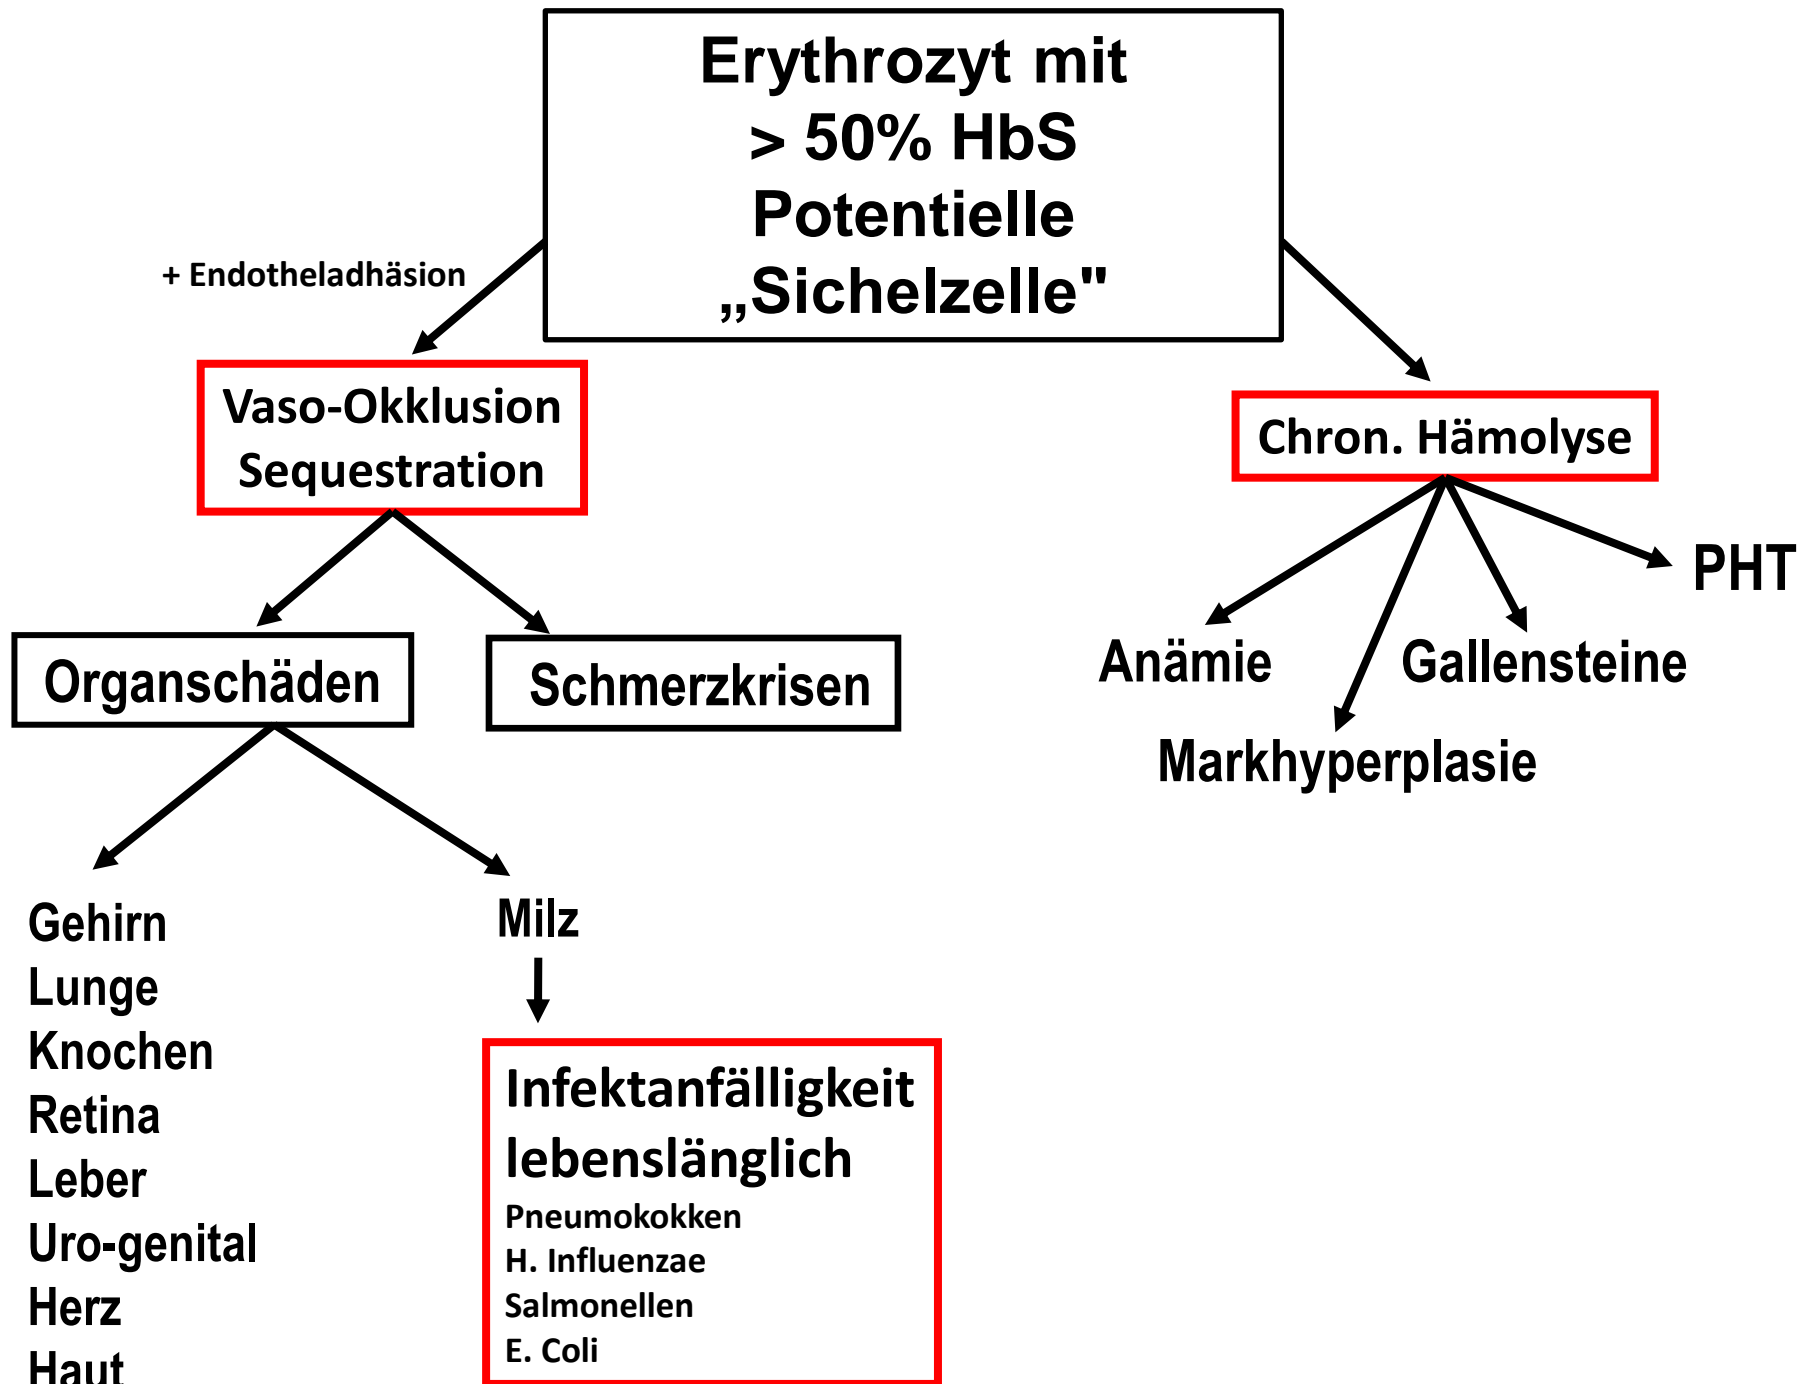 Erythrozyt mit
> 50% HbS
Potentielle
„Sichelzelle"
+ Endotheladhäsion
Vaso-Okklusion
Sequestration
Chron. Hämolyse
PHT
Anämie
Gallensteine
Markhyperplasie
Organschäden
Schmerzkrisen
Gehirn
Lunge
Knochen
Retina
Leber
Uro-genital
Herz
Haut
Milz
Infektanfälligkeit
lebenslänglich
Pneumokokken
H. Influenzae
Salmonellen
E. Coli